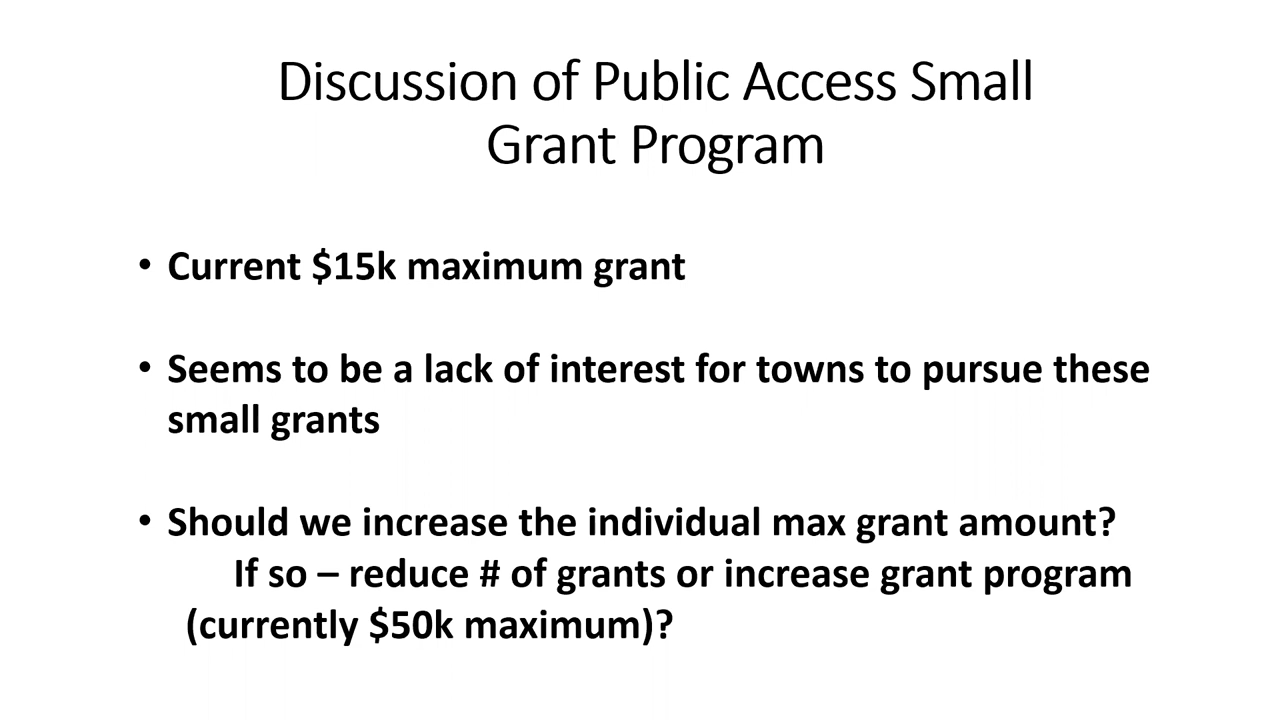 Discussion of Public Access Small
Grant Program
• Current $15k maximum grant
• Seems to be a lack of interest for towns to pursue these
small grants
• Should we increase the individual max grant amount?
If so – reduce # of grants or increase grant program
(currently $50k maximum)?